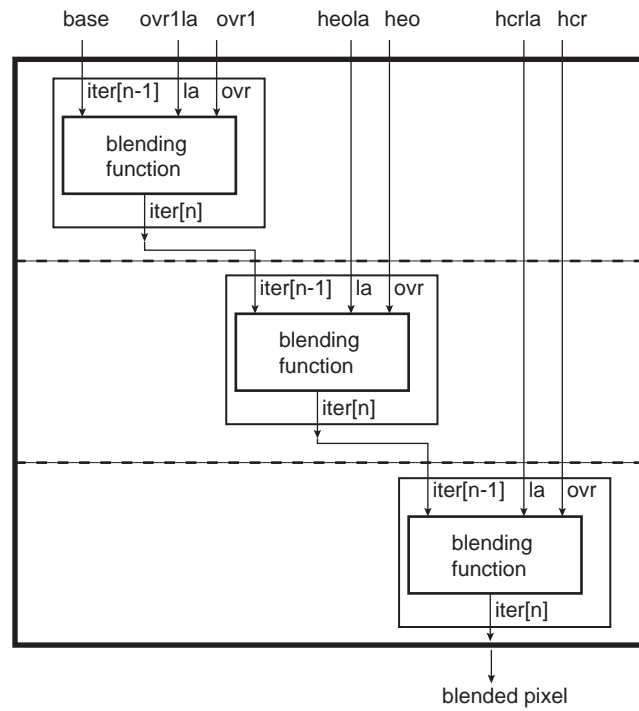 base ovr1la ovr1 heola heo hcrla hcr
iter[n-1] la ovr
blending
function
iter[n]
iter[n-1] la ovr
blending
function
iter[n]
iter[n-1] la ovr
blending
function
iter[n]
blended pixel